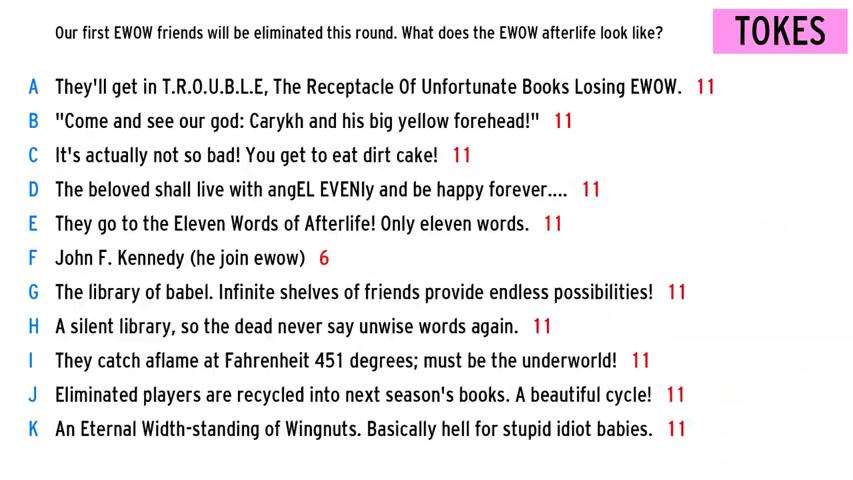 Our first EWOW friends will be eliminated this round. What does the EWOW afterlife look like?
TOKES
A They'll get in T.R.O.U.B.L.E, The Receptacle Of Unfortunate Books Losing EWOW. 11
B "Come and see our god: Carykh and his big yellow forehead!" 11
C It's actually not so bad! You get to eat dirt cake! 11
D The beloved shall live with angEL EVENly and be happy forever.... 11
E They go to the Eleven Words of Afterlife! Only eleven words. 11
F John F. Kennedy (he join ewow) 6
G The library of babel. Infinite shelves of friends provide endless possibilities! 11
H A silent library, so the dead never say unwise words again. 11
I They catch aflame at Fahrenheit 451 degrees; must be the underworld! 11
J Eliminated players are recycled into next season's books. A beautiful cycle! 11
K An Eternal Width-standing of Wingnuts. Basically hell for stupid idiot babies. 11